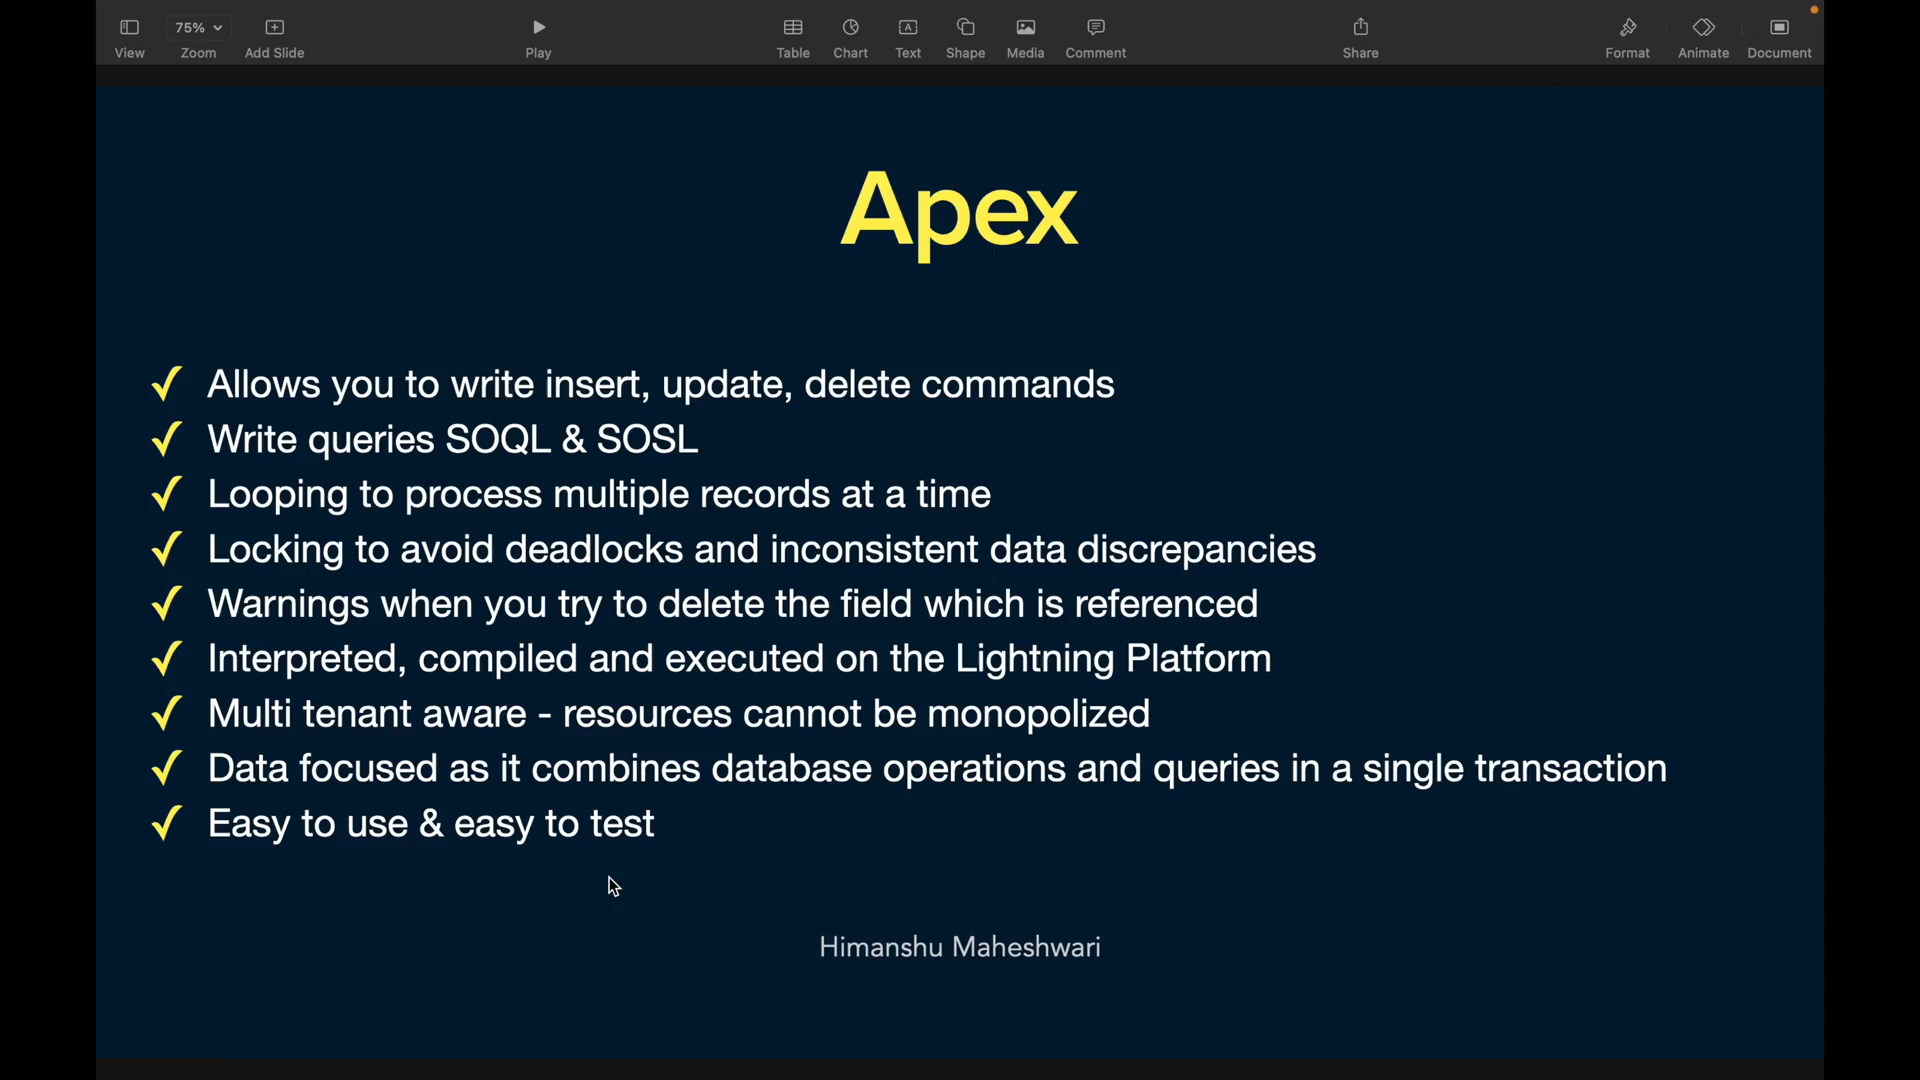 75%
View Zoom Add Slide Play Table Chart Text Shape Media Comment Share Format Animate Document
Apex
✓ Allows you to write insert, update, delete commands
✓ Write queries SOQL & SOSL
✓ Looping to process multiple records at a time
✓ Locking to avoid deadlocks and inconsistent data discrepancies
✓ Warnings when you try to delete the field which is referenced
✓ Interpreted, compiled and executed on the Lightning Platform
✓ Multi tenant aware - resources cannot be monopolized
✓ Data focused as it combines database operations and queries in a single transaction
✓ Easy to use & easy to test
Himanshu Maheshwari